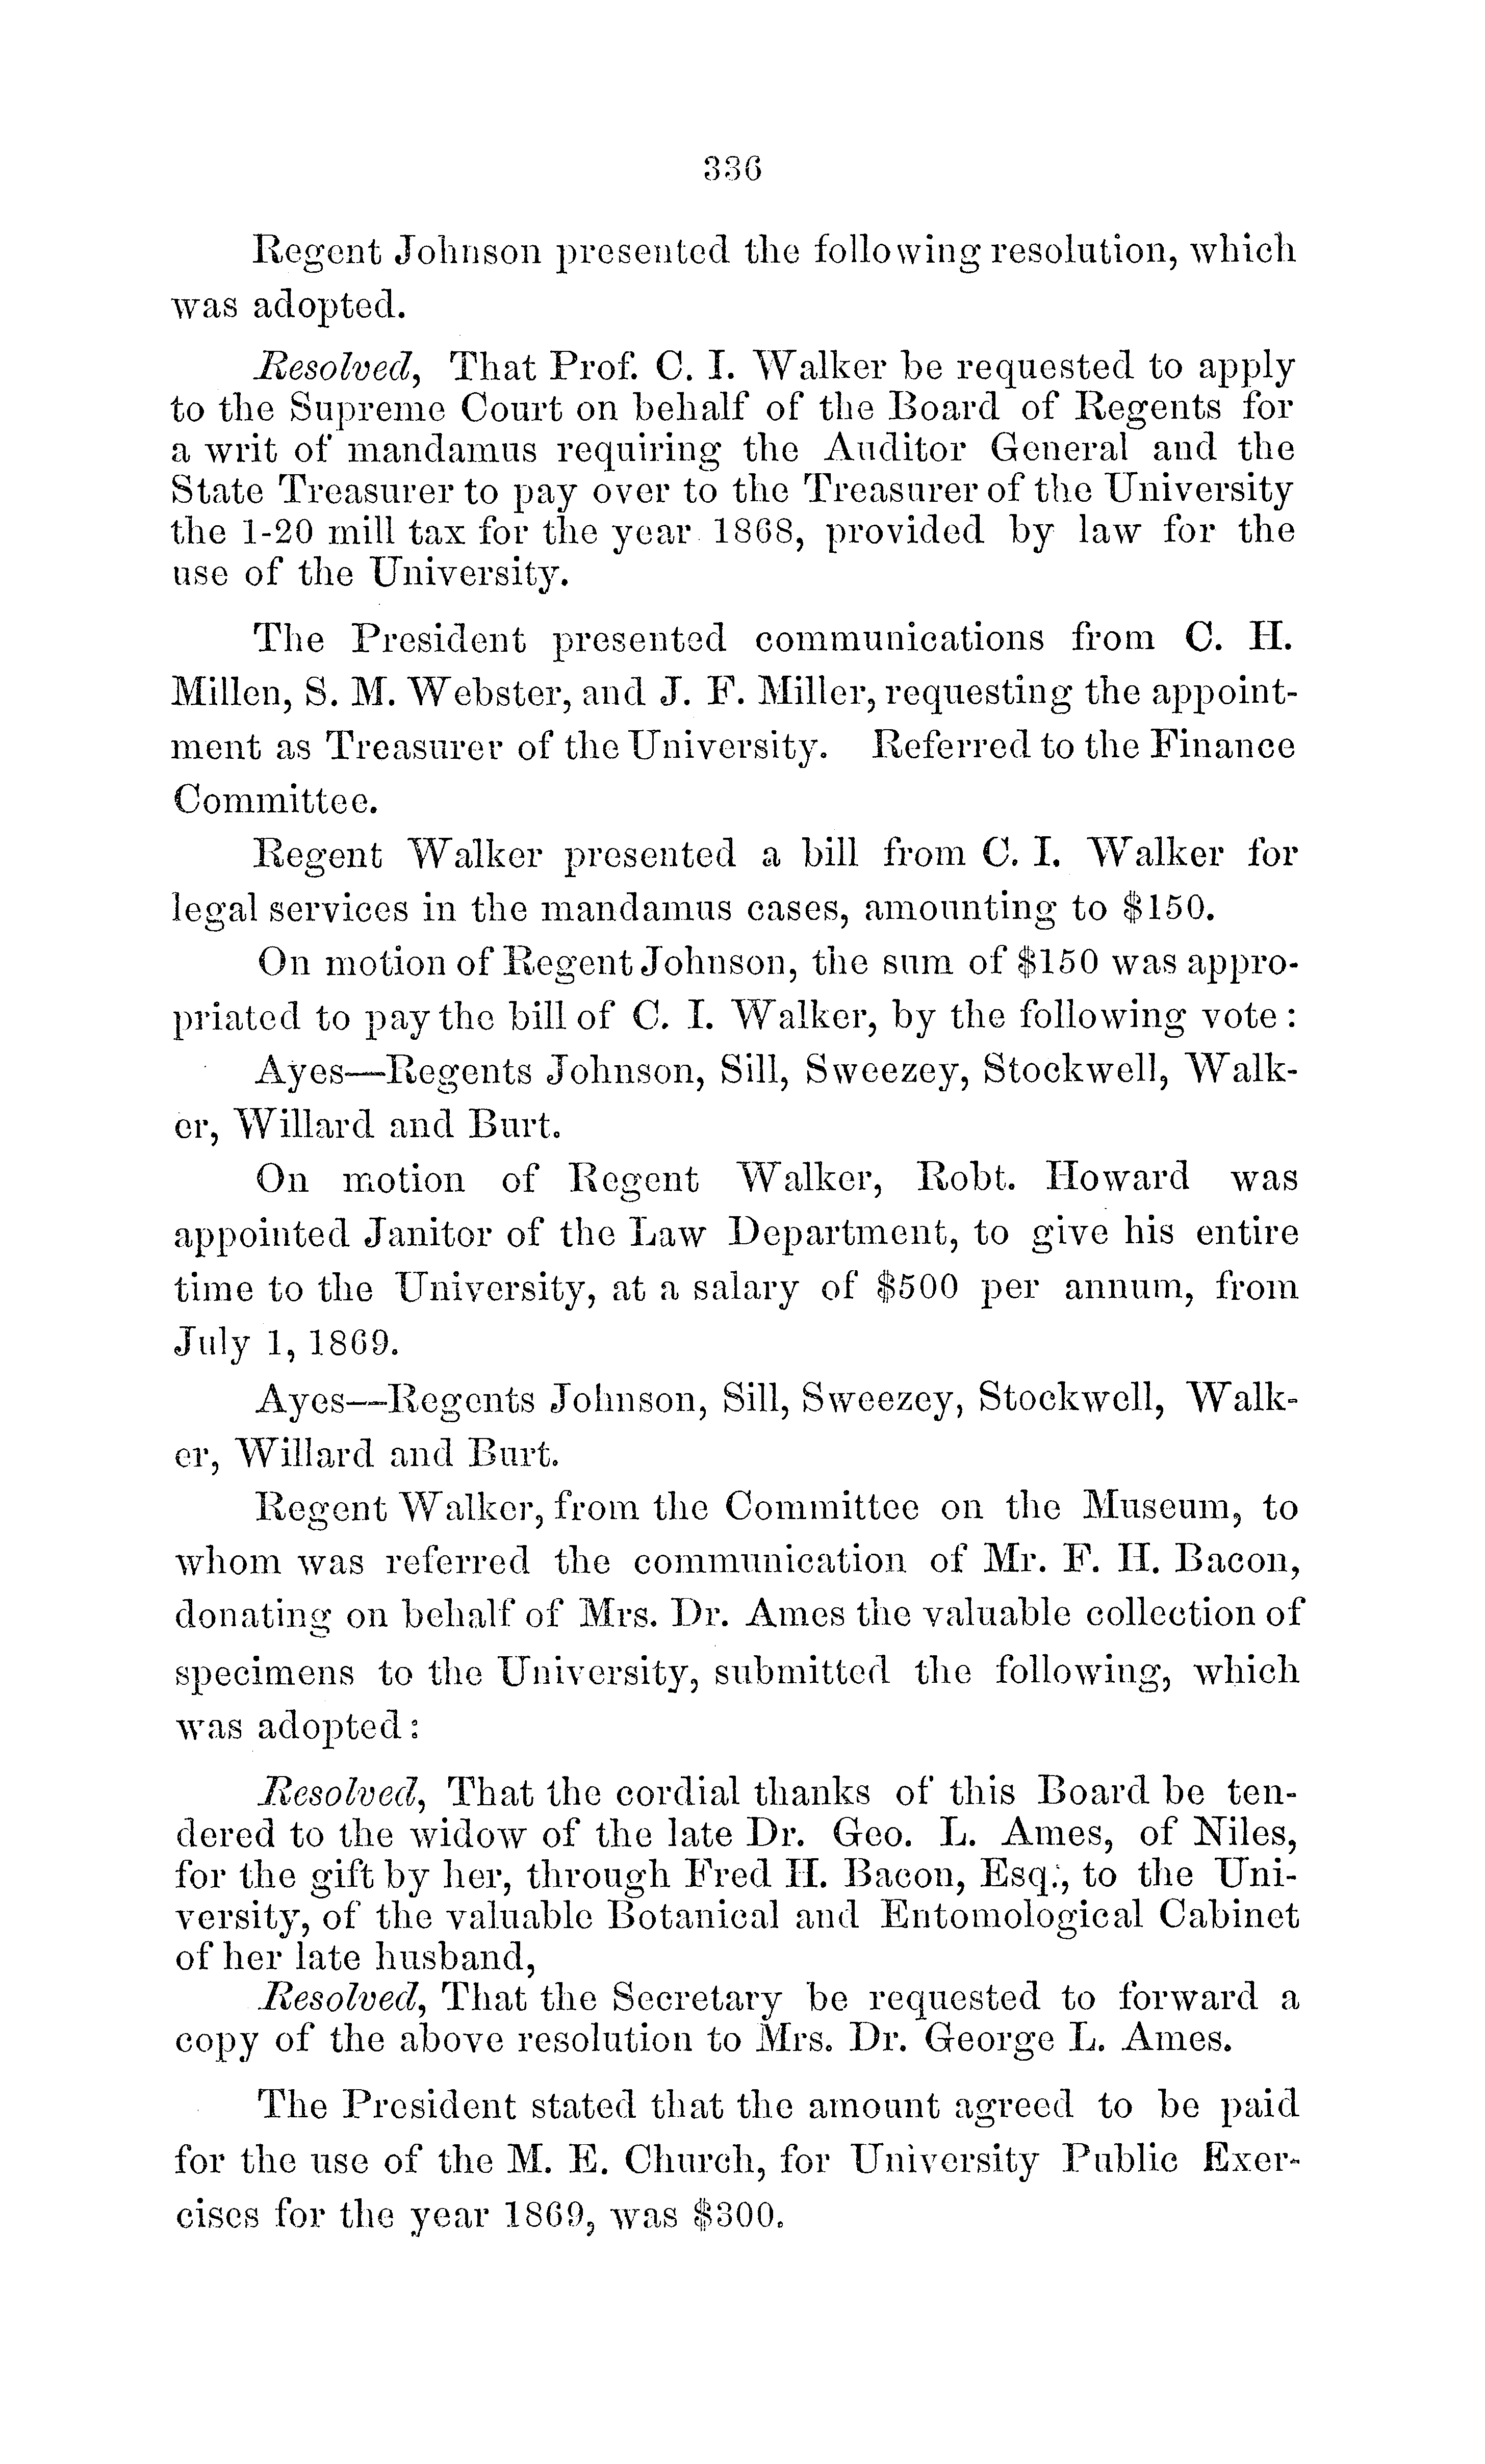 336
Regent Johnson presented the following resolution, which
was adopted.
Resolved, That Prof. C. I. Walker be requested to apply
to the Supreme Court on behalf of the Board of Regents for
a writ of mandamus requiring the Auditor General and the
State Treasurer to pay over to the Treasurer of the University
the 1-20 mill tax for the year 1868, provided by law for the
use of the University.
The President presented communications from C. H.
Millen, S. M. Webster, and J. F. Miller, requesting the appoint-
ment as Treasurer of the University. Referred to the Finance
Committee.
Regent Walker presented a bill from C. I. Walker for
legal services in the mandamus cases, amounting to $150.
On motion of Regent Johnson, the sum of $150 was appro-
priated to pay the bill of C. I. Walker, by the following vote:
Ayes—Regents Johnson, Sill, Sweezey, Stockwell, Walk-
er, Willard and Burt.
On motion of Regent Walker, Robt. Howard was
appointed Janitor of the Law Department, to give his entire
time to the University, at a salary of $500 per annum, from
July 1, 1869.
Ayes—Regents Johnson, Sill, Sweezey, Stockwell, Walk-
er, Willard and Burt.
Regent Walker, from the Committee on the Museum, to
whom was referred the communication of Mr. F. H. Bacon,
donating on behalf of Mrs. Dr. Ames the valuable collection of
specimens to the University, submitted the following, which
was adopted:
Resolved, That the cordial thanks of this Board be ten-
dered to the widow of the late Dr. Geo. L. Ames, of Niles,
for the gift by her, through Fred H. Bacon, Esq., to the Uni-
versity, of the valuable Botanical and Entomological Cabinet
of her late husband,
Resolved, That the Secretary be requested to forward a
copy of the above resolution to Mrs. Dr. George L. Ames.
The President stated that the amount agreed to be paid
for the use of the M. E. Church, for University Public Exer-
cises for the year 1869, was $300.